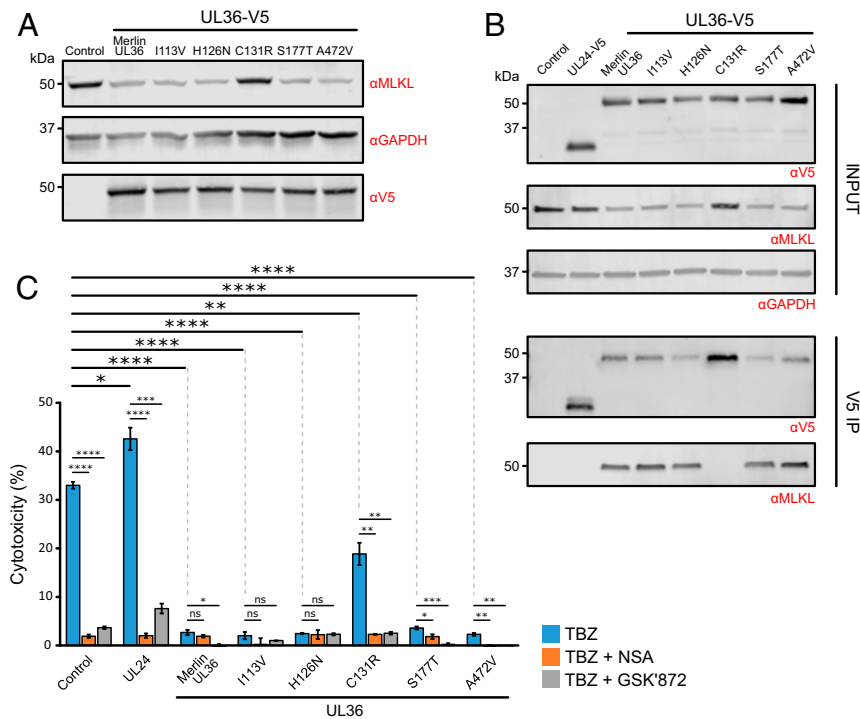 A
UL36-V5
kDa
Control
Merlin UL36
I113V
H126N
C131R
S177T
A472V
50
αMLKL
37
αGAPDH
50
αV5
B
UL36-V5
kDa
Control
UL24-V5
Merlin UL36
I113V
H126N
C131R
S177T
A472V
50
37
αV5
50
αMLKL
37
αGAPDH
INPUT
50
37
αV5
50
αMLKL
V5 IP
C
****
****
**
****
****
****
*
**** ****
*** ****
* ns
ns ns
ns ns
** **
*** *
** **
Cytotoxicity (%)
50
40
30
20
10
0
Control
UL24
Merlin UL36
I113V
H126N
C131R
S177T
A472V
UL36
TBZ
TBZ + NSA
TBZ + GSK'872